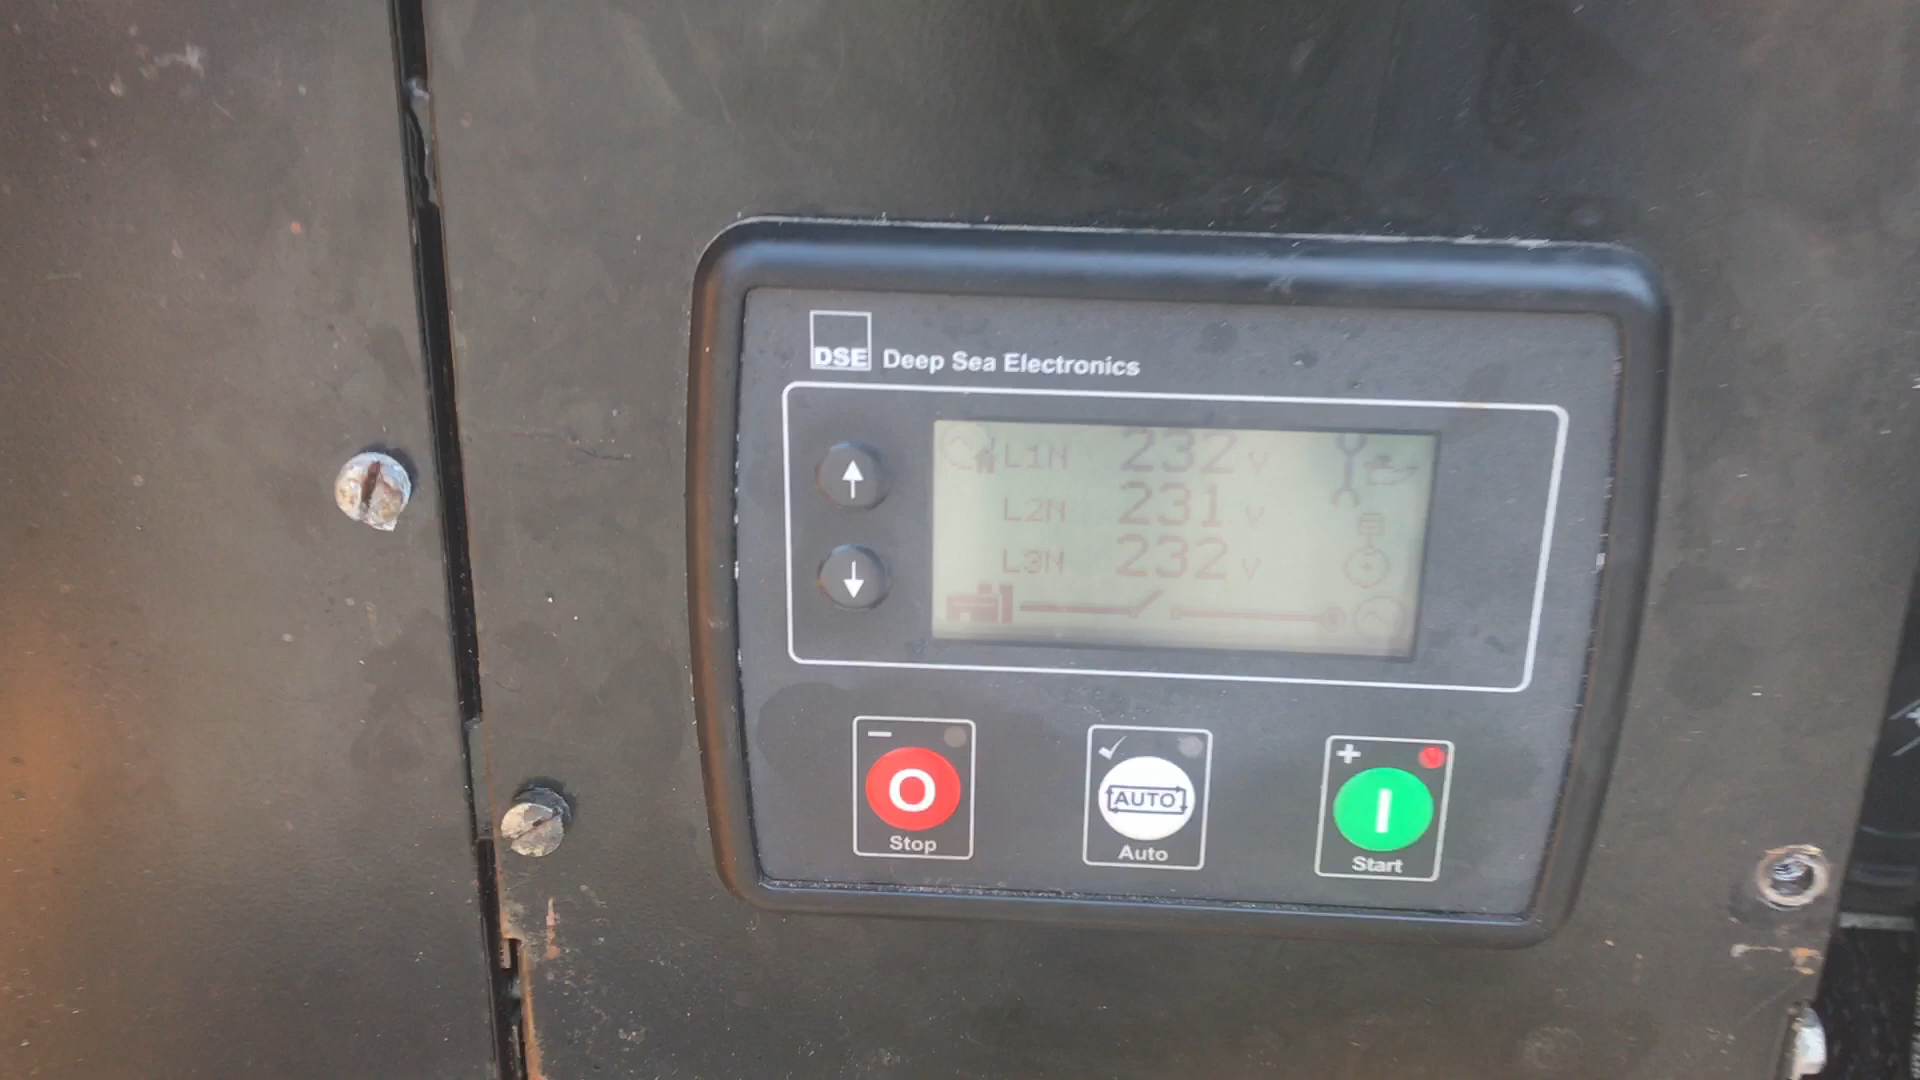 DSE Deep Sea Electronics
L1N 232 V
L2N 231 V
L3N 232 V
O
AUTO
I
Stop
Auto
Start